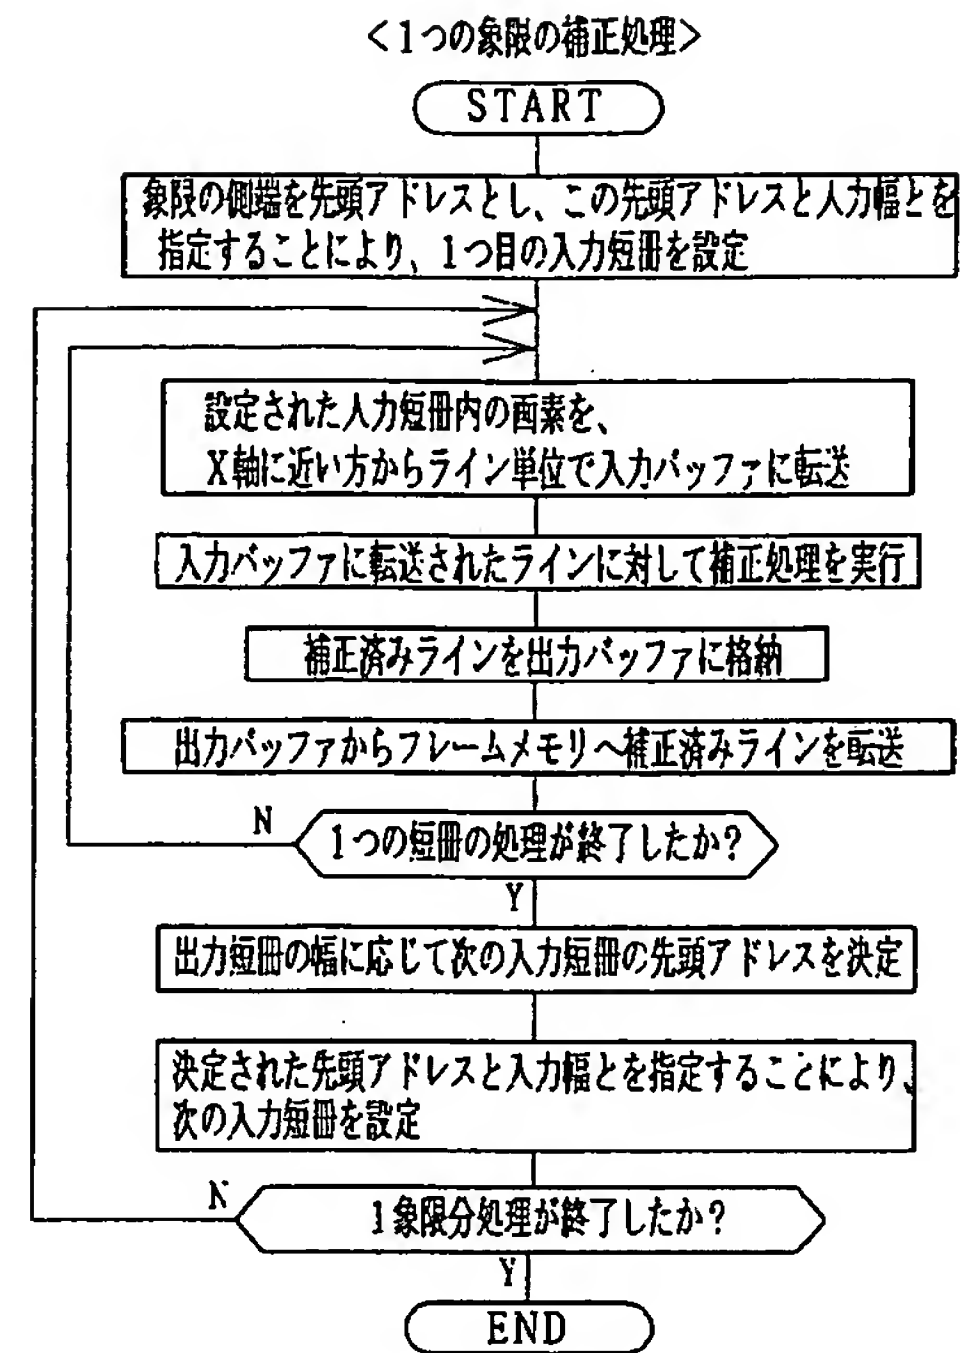 ＜1つの象限の補正処理＞
START
象限の側端を先頭アドレスとし、この先頭アドレスと入力幅とを
指定することにより、1つ目の入力短冊を設定
設定された入力短冊内の画素を、
X軸に近い方からライン単位で入力バッファに転送
入力バッファに転送されたラインに対して補正処理を実行
補正済みラインを出力バッファに格納
出力バッファからフレームメモリへ補正済みラインを転送
N
1つの短冊の処理が終了したか？
Y
出力短冊の幅に応じて次の入力短冊の先頭アドレスを決定
決定された先頭アドレスと入力幅とを指定することにより、
次の入力短冊を設定
N
1象限分処理が終了したか？
Y
END